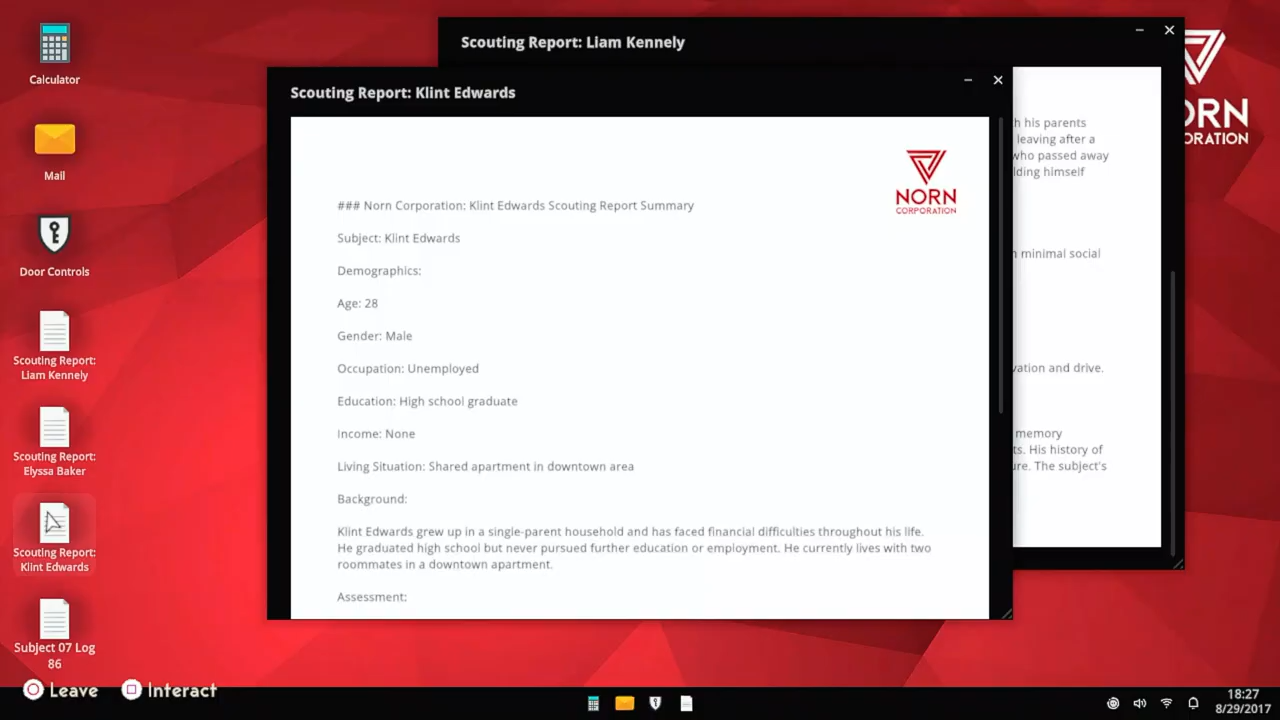 Calculator
Mail
Door Controls
Scouting Report:
Liam Kennely
Scouting Report:
Elyssa Baker
Scouting Report:
Klint Edwards
Subject 07 Log
86
Leave
Interact
Scouting Report: Liam Kennely
h his parents
leaving after a
who passed away
lding himself
minimal social
vation and drive.
memory
ts. His history of
ure. The subject's
ORN
CORPORATION
Scouting Report: Klint Edwards
NORN
CORPORATION
### Norn Corporation: Klint Edwards Scouting Report Summary
Subject: Klint Edwards
Demographics:
Age: 28
Gender: Male
Occupation: Unemployed
Education: High school graduate
Income: None
Living Situation: Shared apartment in downtown area
Background:
Klint Edwards grew up in a single-parent household and has faced financial difficulties throughout his life.
He graduated high school but never pursued further education or employment. He currently lives with two
roommates in a downtown apartment.
Assessment:
18:27
8/29/2017